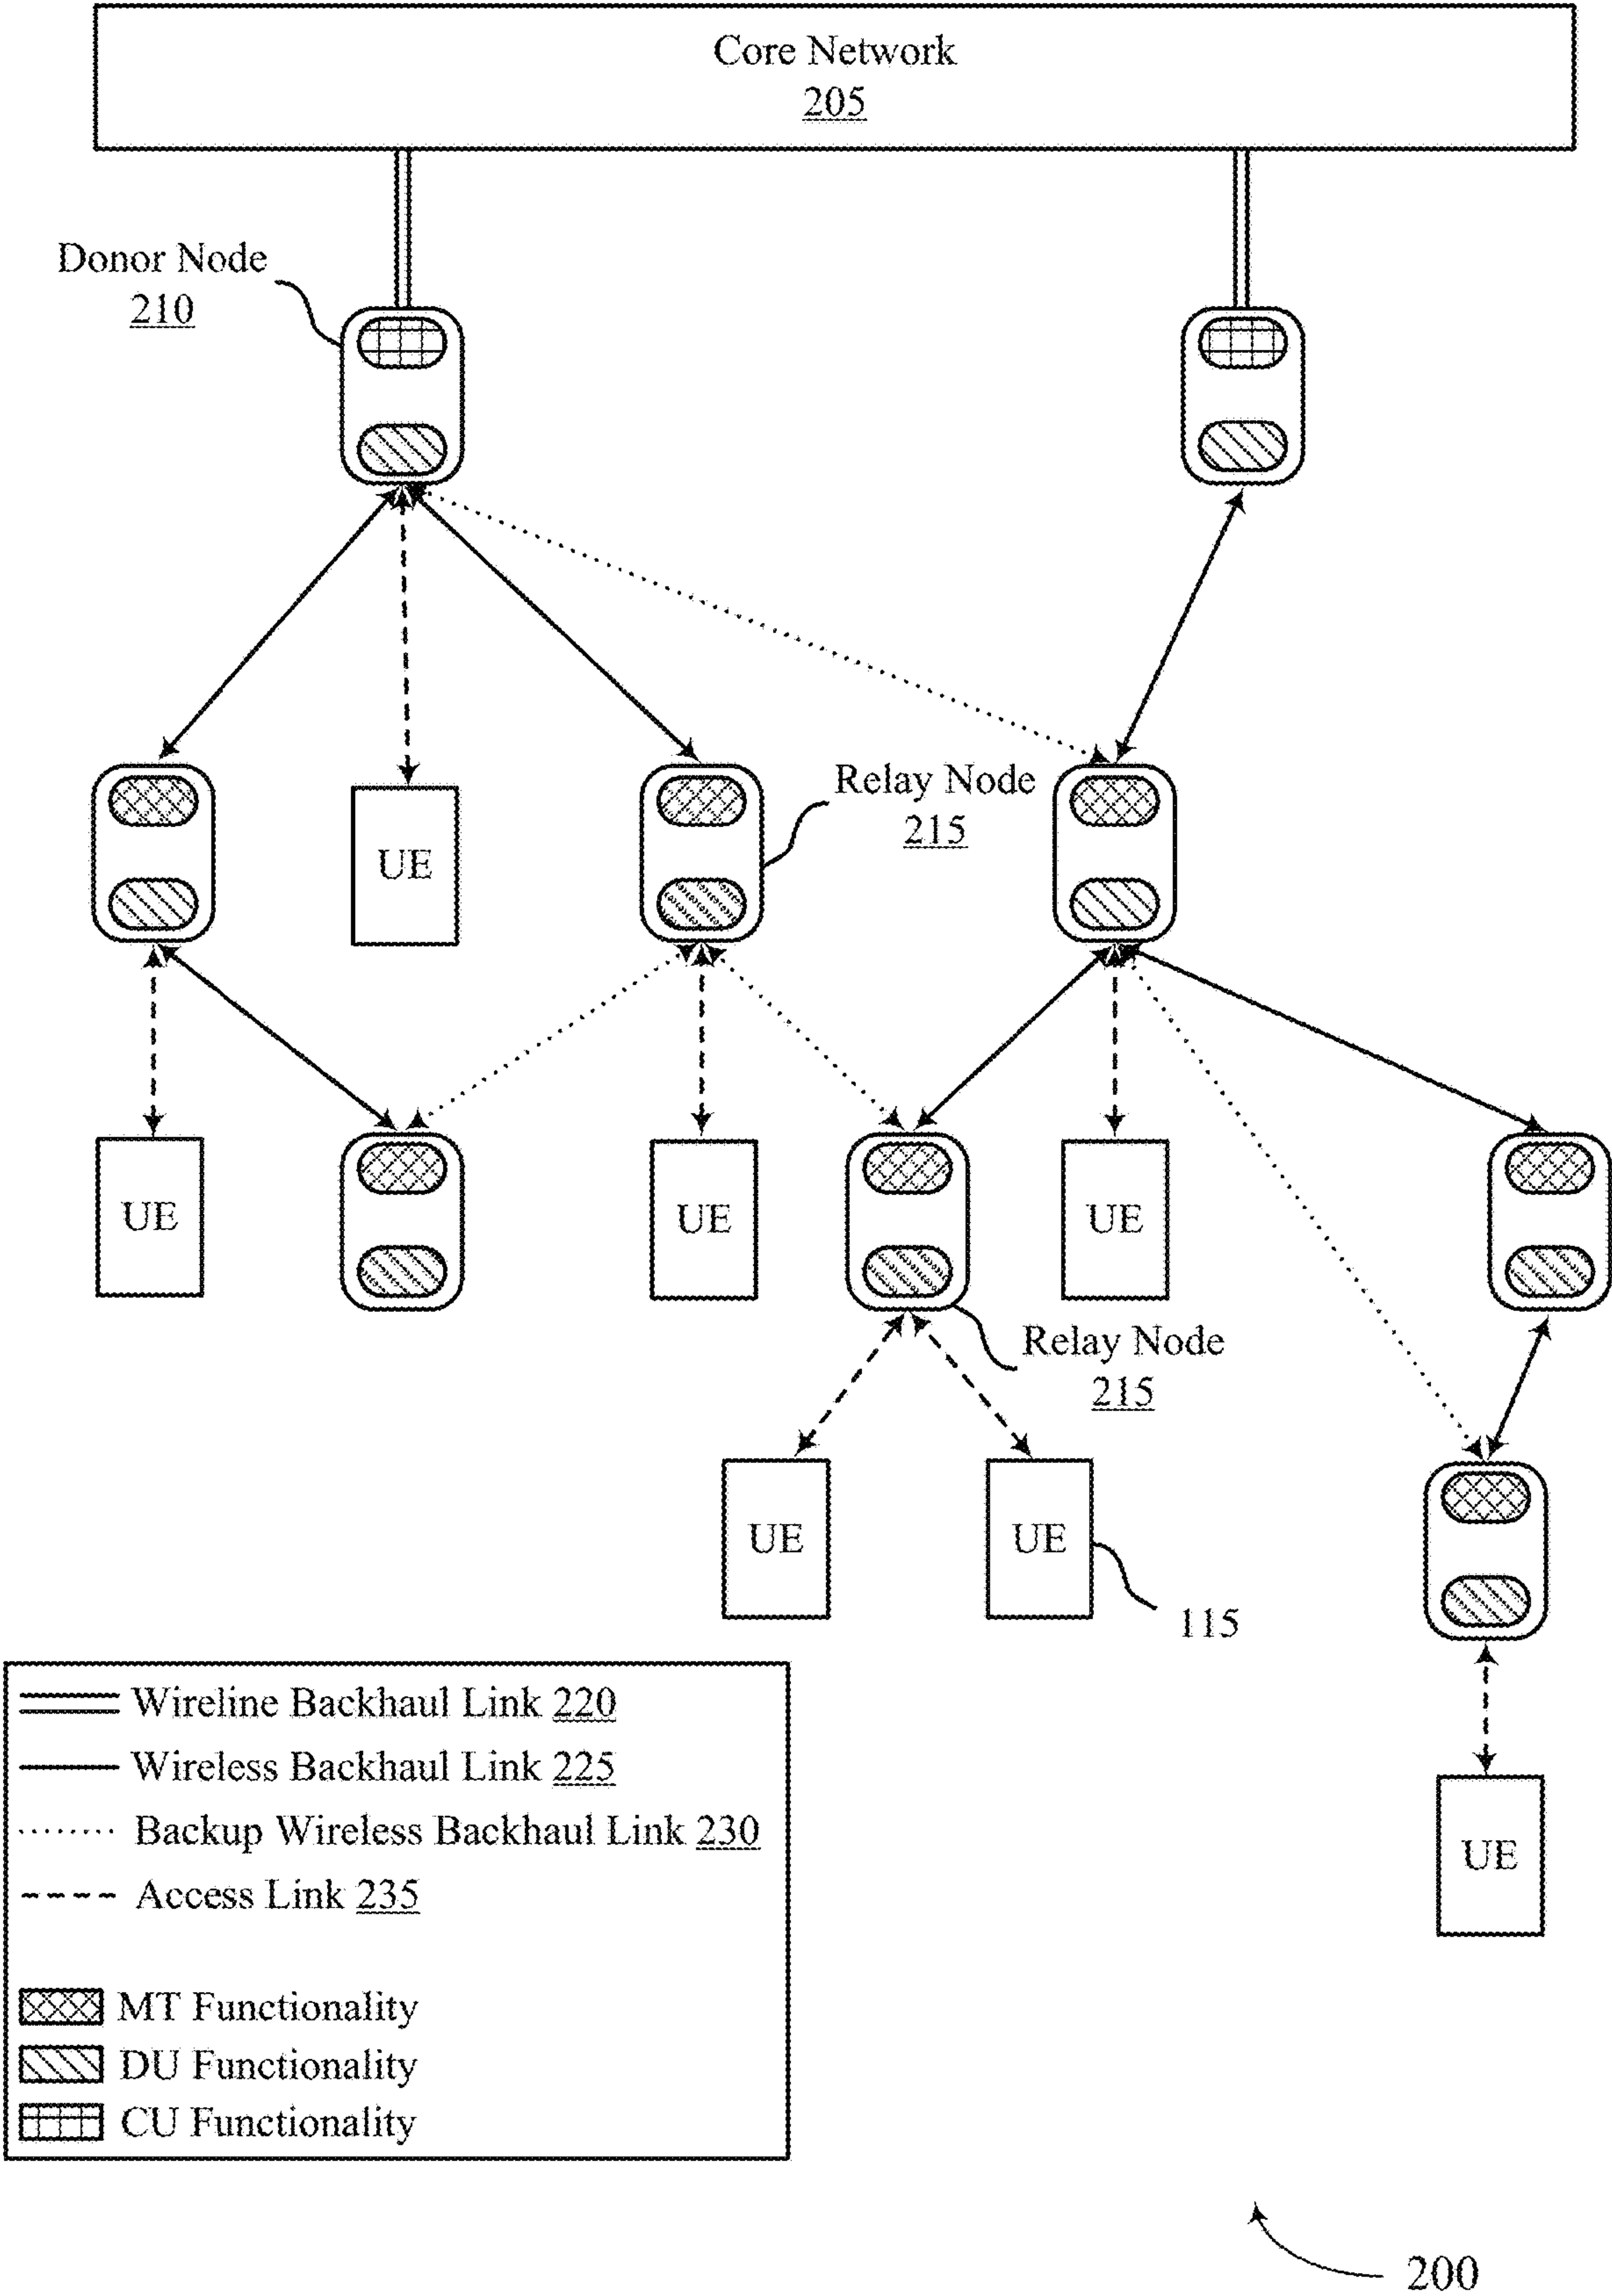 Core Network
205
Donor Node
210
Relay Node
215
UE
UE
UE
UE
Relay Node
215
UE
UE
115
UE
Wireline Backhaul Link 220
Wireless Backhaul Link 225
Backup Wireless Backhaul Link 230
Access Link 235
MT Functionality
DU Functionality
CU Functionality
200